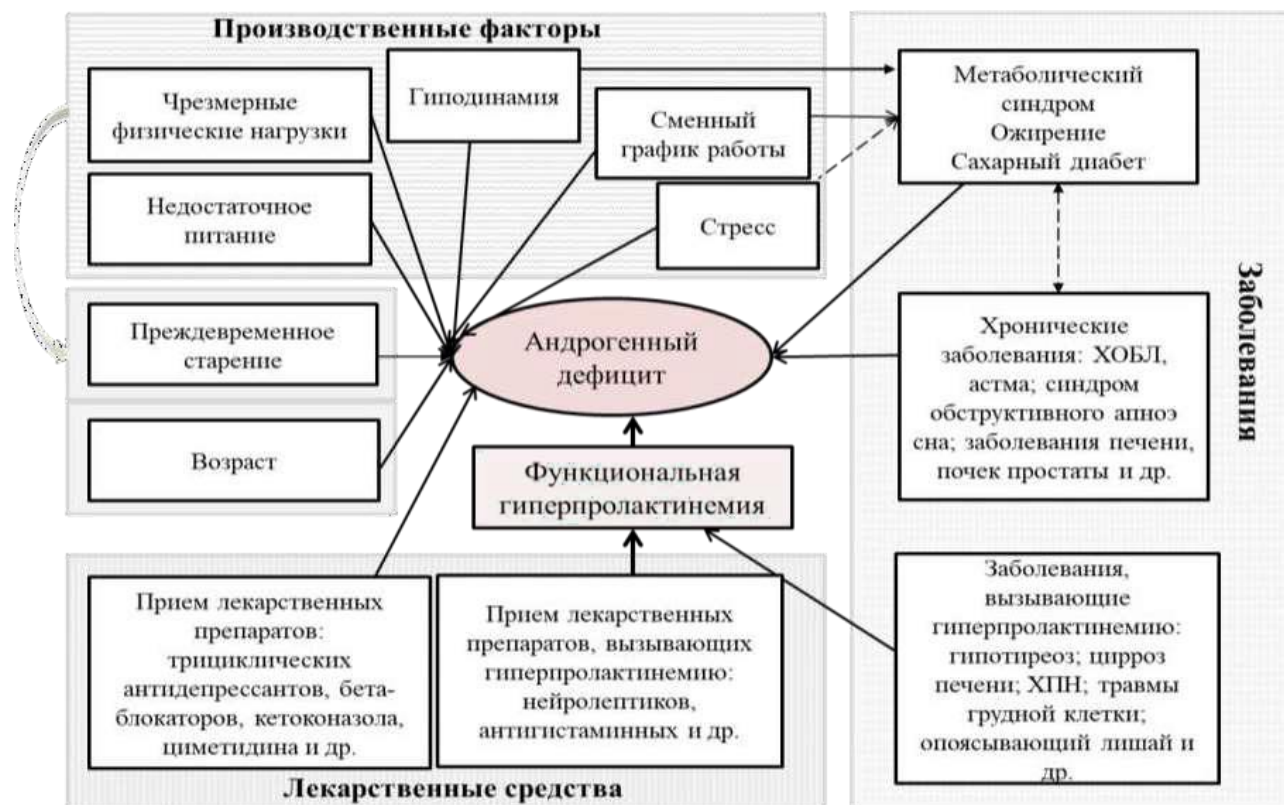 Производственные факторы
Чрезмерные
физические нагрузки
Гиподинамия
Сменный
график работы
Недостаточное
питание
Стресс
Метаболический
синдром
Ожирение
Сахарный диабет
Заболевания
Преждевременное
старение
Андрогенный
дефицит
Хронические
заболевания: ХОБЛ,
астма; синдром
обструктивного апноэ
сна; заболевания печени,
почек простаты и др.
Возраст
Функциональная
гиперпролактинемия
Прием лекарственных
препаратов:
трициклических
антидепрессантов, бета-
блокаторов, кетоконазола,
циметидина и др.
Прием лекарственных
препаратов, вызывающих
гиперпролактинемию:
нейролептиков,
антигистаминных и др.
Заболевания,
вызывающие
гиперпролактинемию:
гипотиреоз; цирроз
печени; ХПН; травмы
грудной клетки;
опоясывающий лишай и
др.
Лекарственные средства